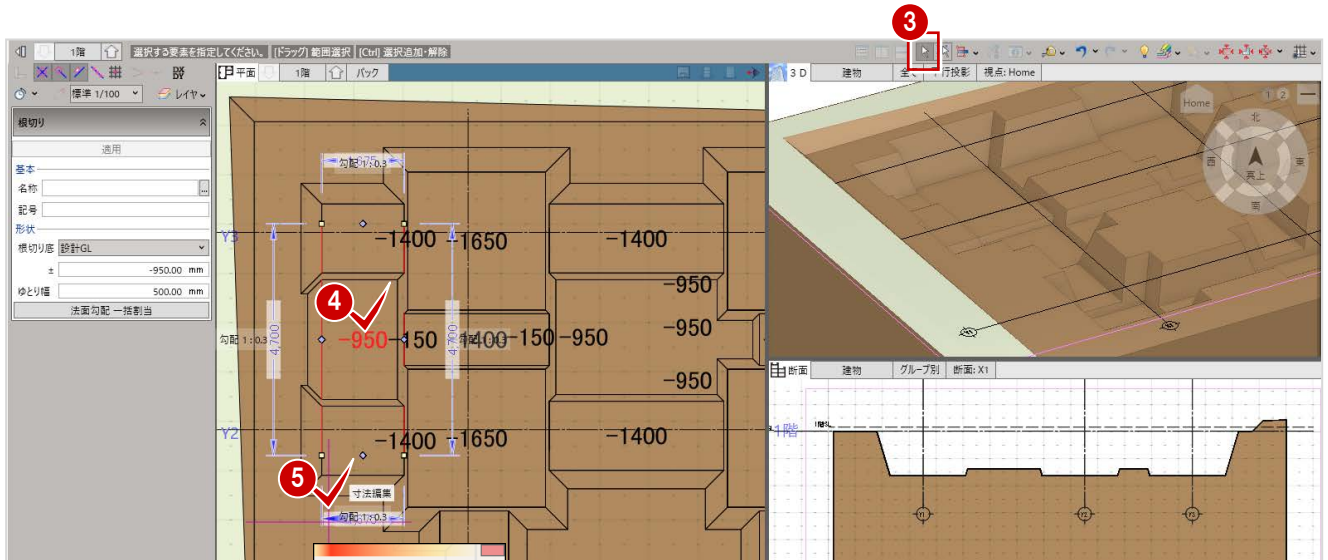 3
1階
選択する要素を指定してください。 [ドラッグ] 範囲選択 [Ctrl] 選択追加・解除
標準 1/100
レイヤ
根切り
適用
基本
名称
...
記号
形状
根切り底 設計GL
± -950.00 mm
ゆとり幅 500.00 mm
法面勾配 一括割当
平面 1階 バック
勾配 1:0.3
Y3
-1400 -1650 -1400
-950
4
勾配 1:0.3 4,700 -950 -150 4,700 -1400 -150 -950 -950
-950
Y2
-1400 -1650 -1400
5
寸法編集
勾配 1:0.3
3D 建物 視点: Home
Home
1 2
北
西 真上 東
南
断面 建物 グループ別 断面: X1
1階
Y1 Y2 Y3